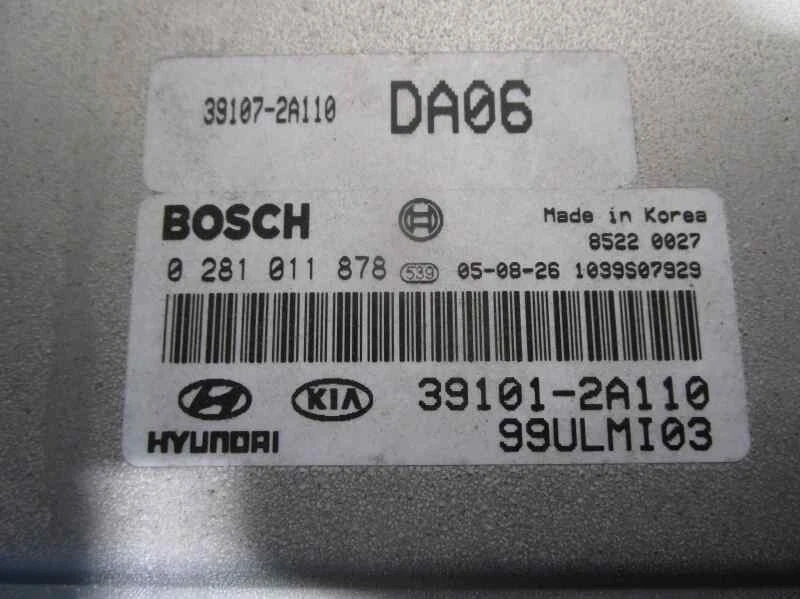 39107-2A110 DA06
BOSCH Made in Korea
8522 0027
0 281 011 878 539 05-08-26 1039S07929
HYUNDAI KIA 39101-2A110
99ULMI03